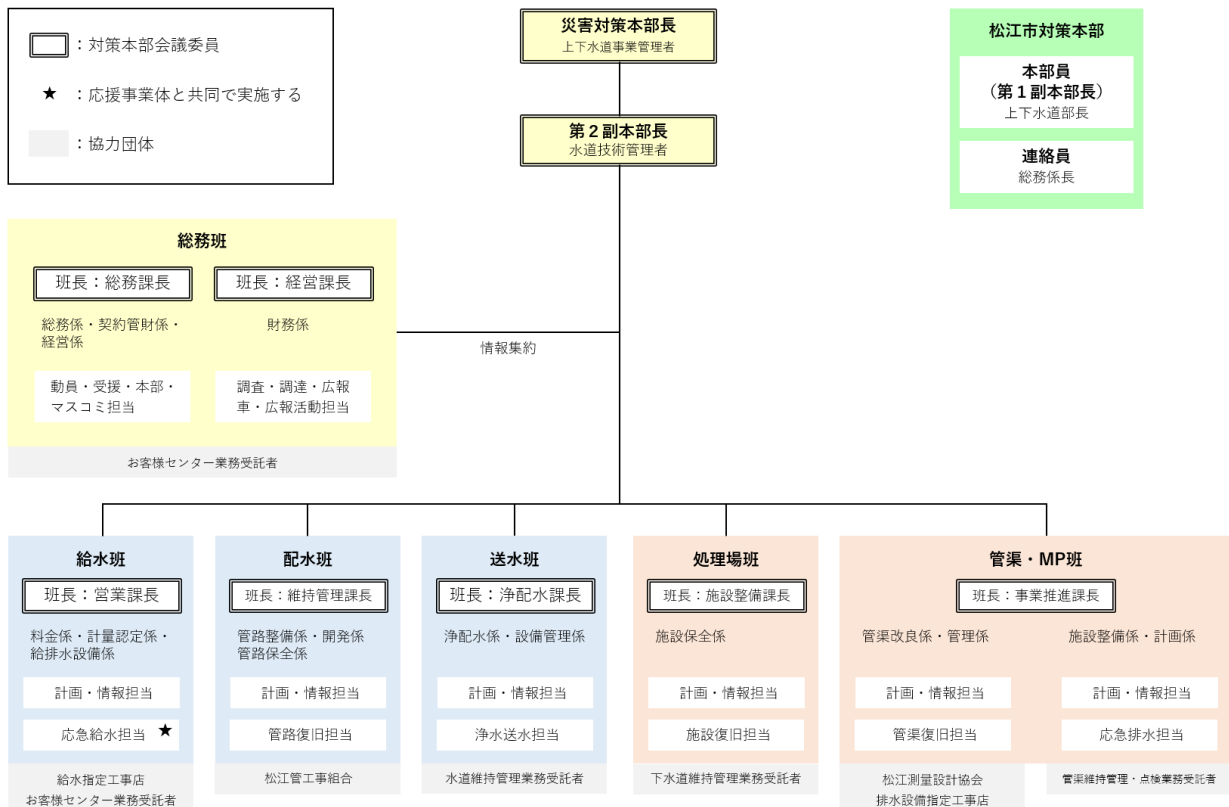 ：対策本部会議委員
★ ：応援事業体と共同で実施する
：協力団体
災害対策本部長
上下水道事業管理者
第２副本部長
水道技術管理者
松江市対策本部
本部員
（第１副本部長）
上下水道部長
連絡員
総務係長
総務班
班長：総務課長
総務係・契約管財係・
経営係
動員・受援・本部・
マスコミ担当
班長：経営課長
財務係
調査・調達・広報
車・広報活動担当
お客様センター業務受託者
情報集約
給水班
班長：営業課長
料金係・計量認定係・
給排水設備係
計画・情報担当
応急給水担当 ★
給水指定工事店
お客様センター業務受託者
配水班
班長：維持管理課長
管路整備係・開発係
管路保全係
計画・情報担当
管路復旧担当
松江管工事組合
送水班
班長：浄配水課長
浄配水係・設備管理係
計画・情報担当
浄水送水担当
水道維持管理業務受託者
処理場班
班長：施設整備課長
施設保全係
計画・情報担当
施設復旧担当
下水道維持管理業務受託者
管渠・MP班
班長：事業推進課長
管渠改良係・管理係
計画・情報担当
管渠復旧担当
松江測量設計協会
排水設備指定工事店
施設整備係・計画係
計画・情報担当
応急排水担当
管渠維持管理・点検業務受託者